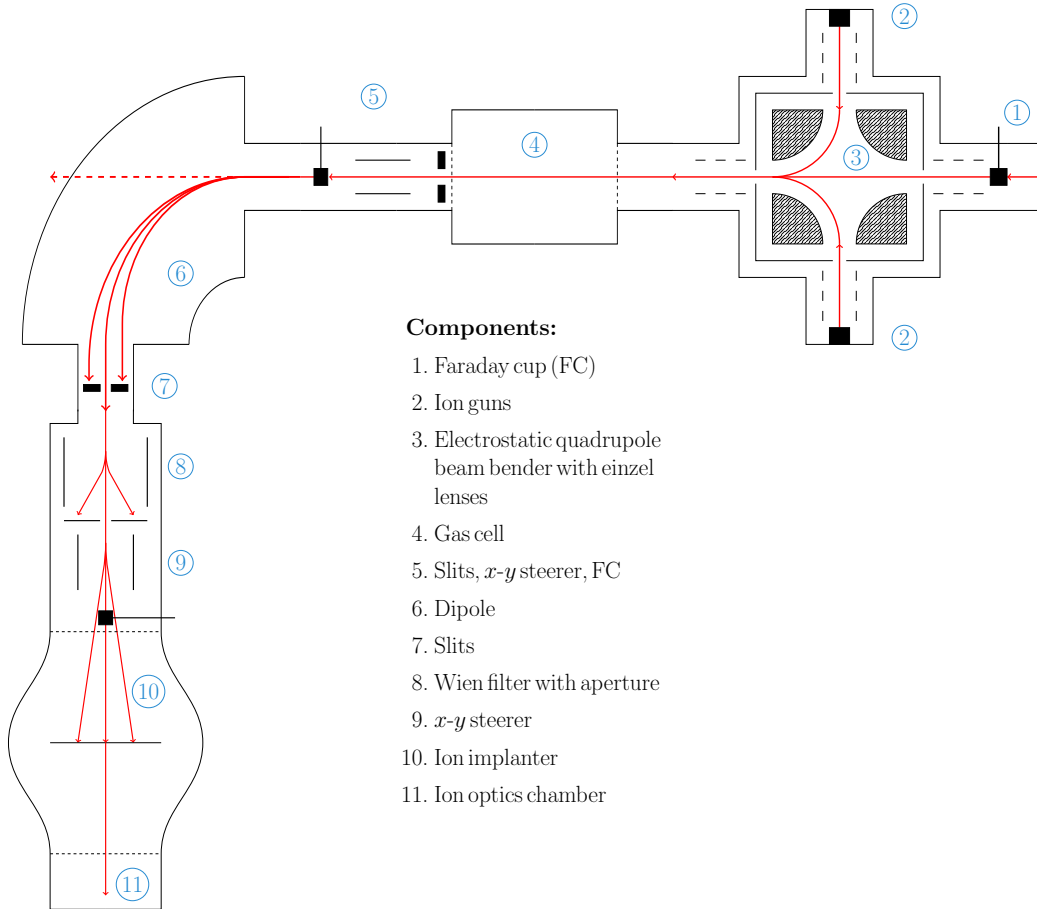 2
5
1
4
3
6
Components:
1. Faraday cup (FC)
2. Ion guns
3. Electrostatic quadrupole
beam bender with einzel
lenses
4. Gas cell
5. Slits, x-y steerer, FC
6. Dipole
7. Slits
8. Wien filter with aperture
9. x-y steerer
10. Ion implanter
11. Ion optics chamber
2
7
8
9
10
11